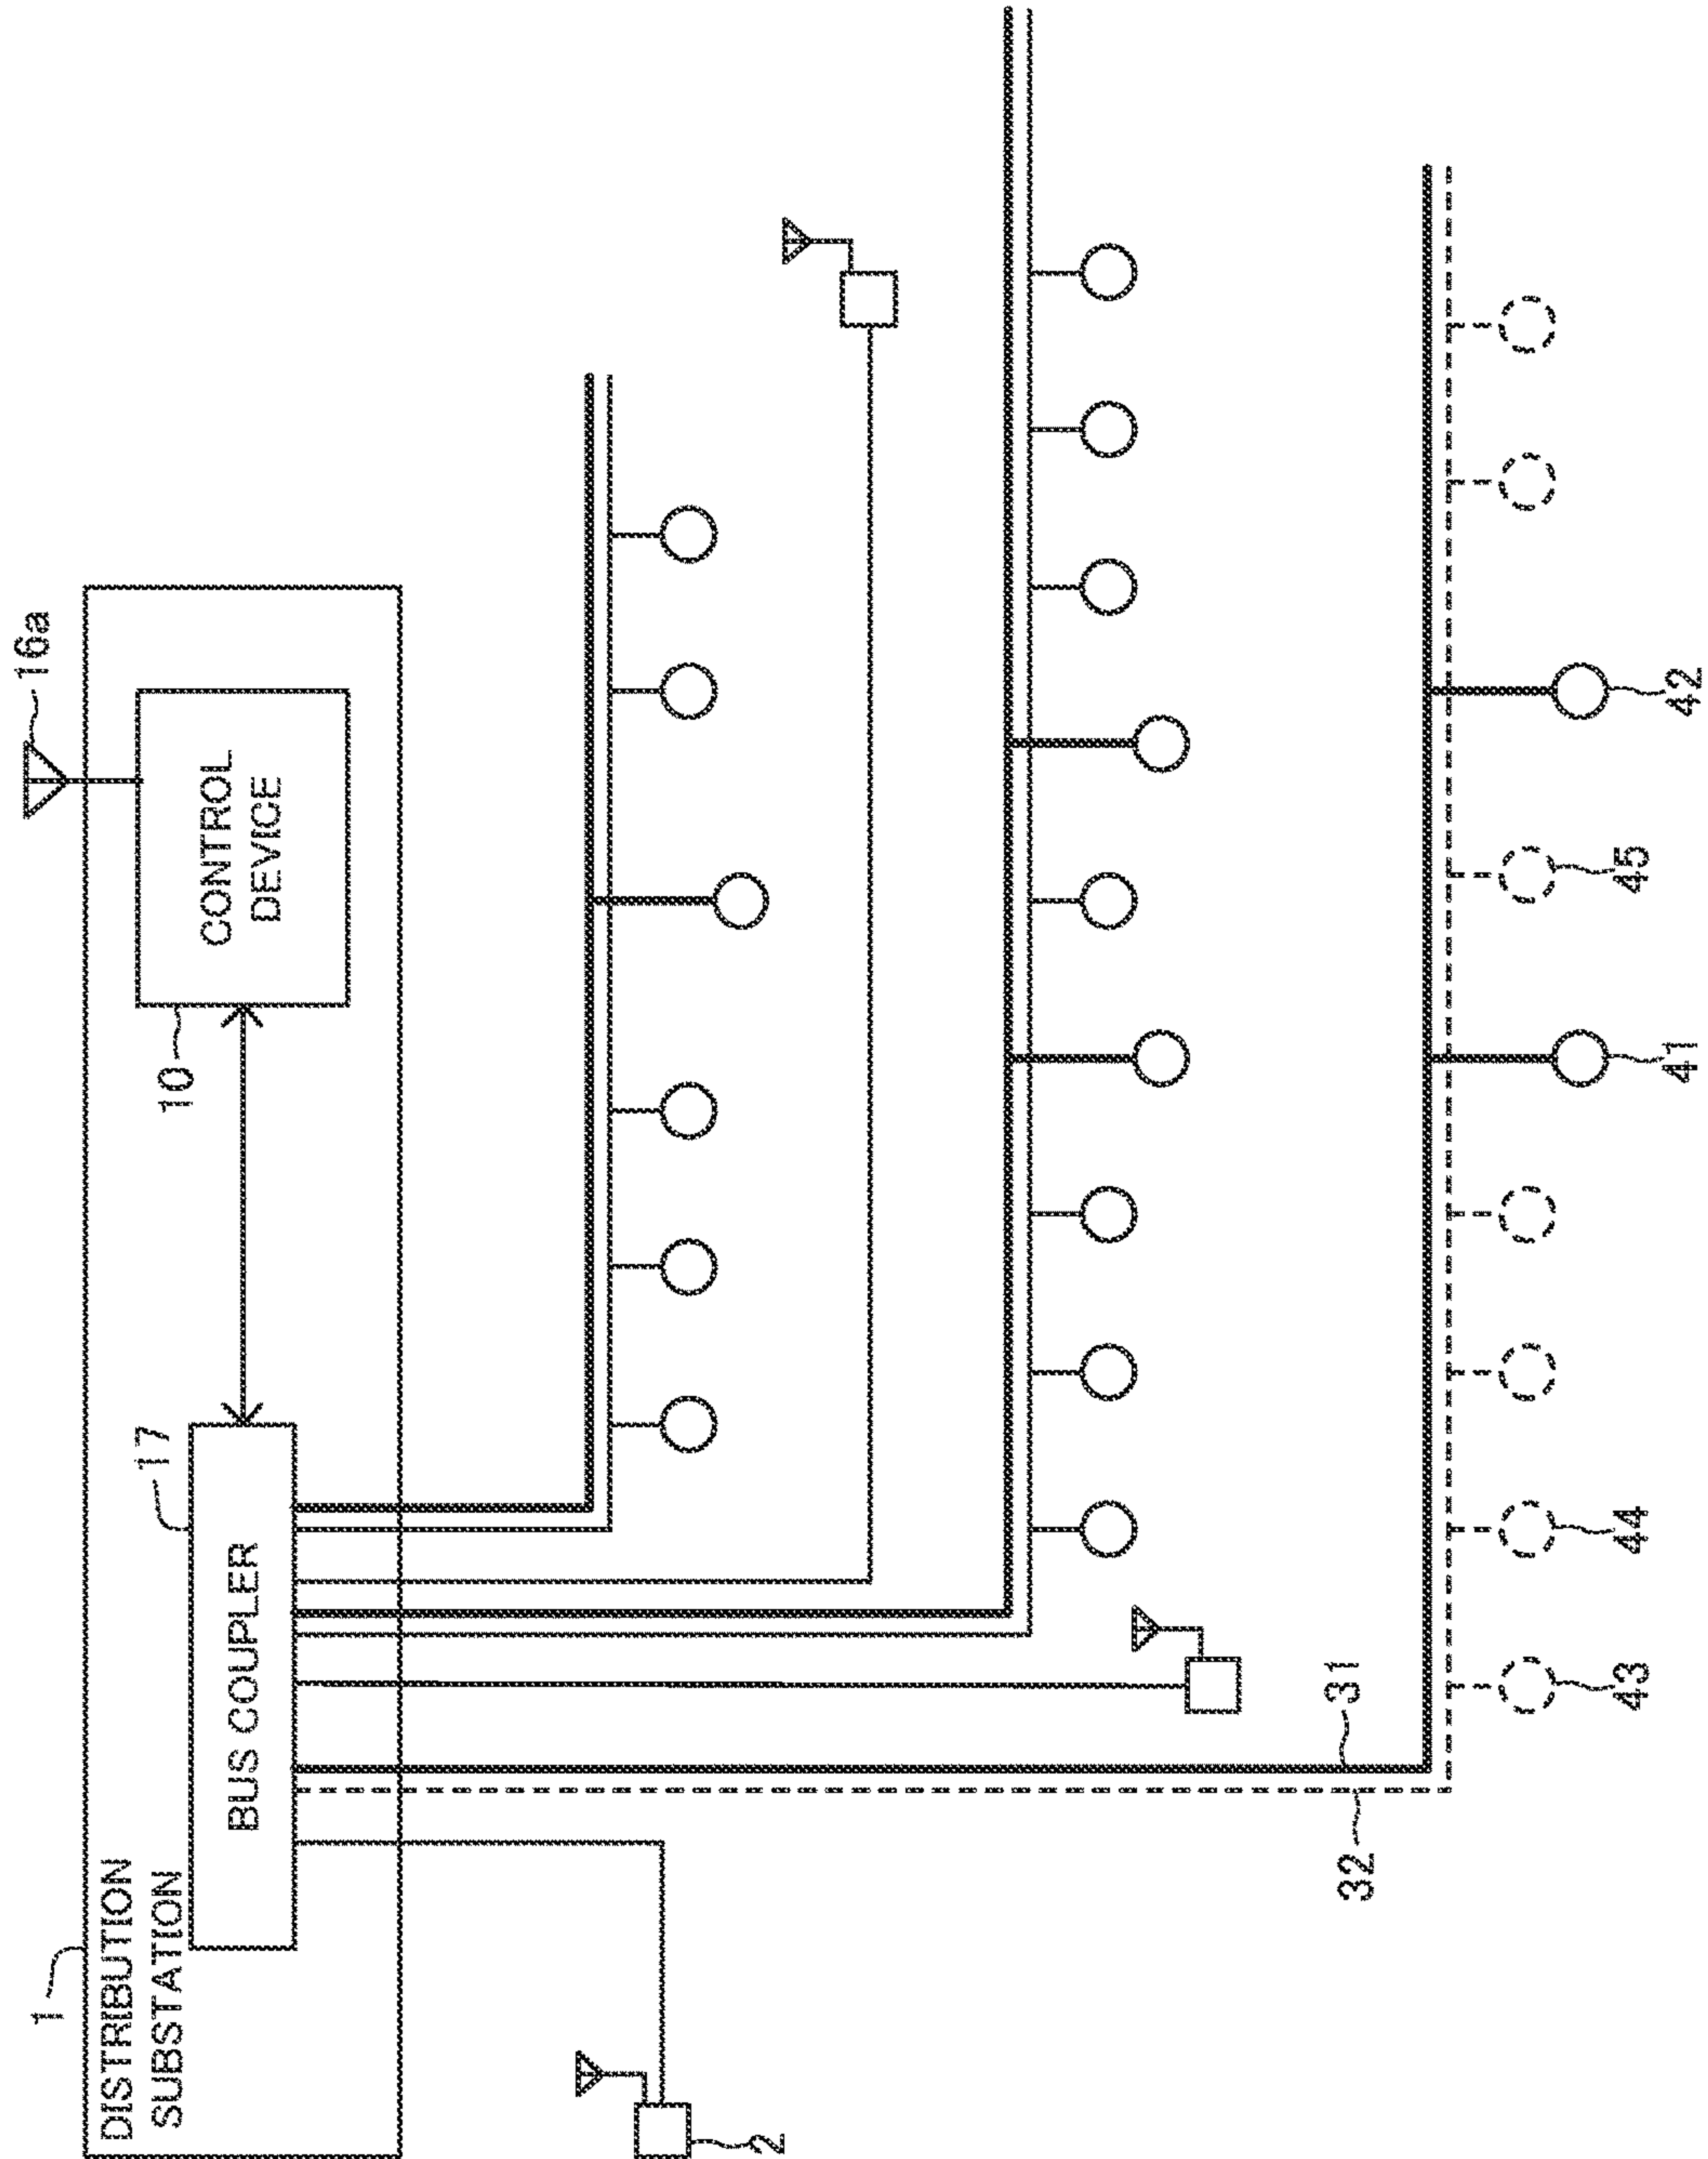 1
DISTRIBUTION
SUBSTATION
17
BUS COUPLER
10
CONTROL
DEVICE
16a
2
32
31
43
44
41
45
42